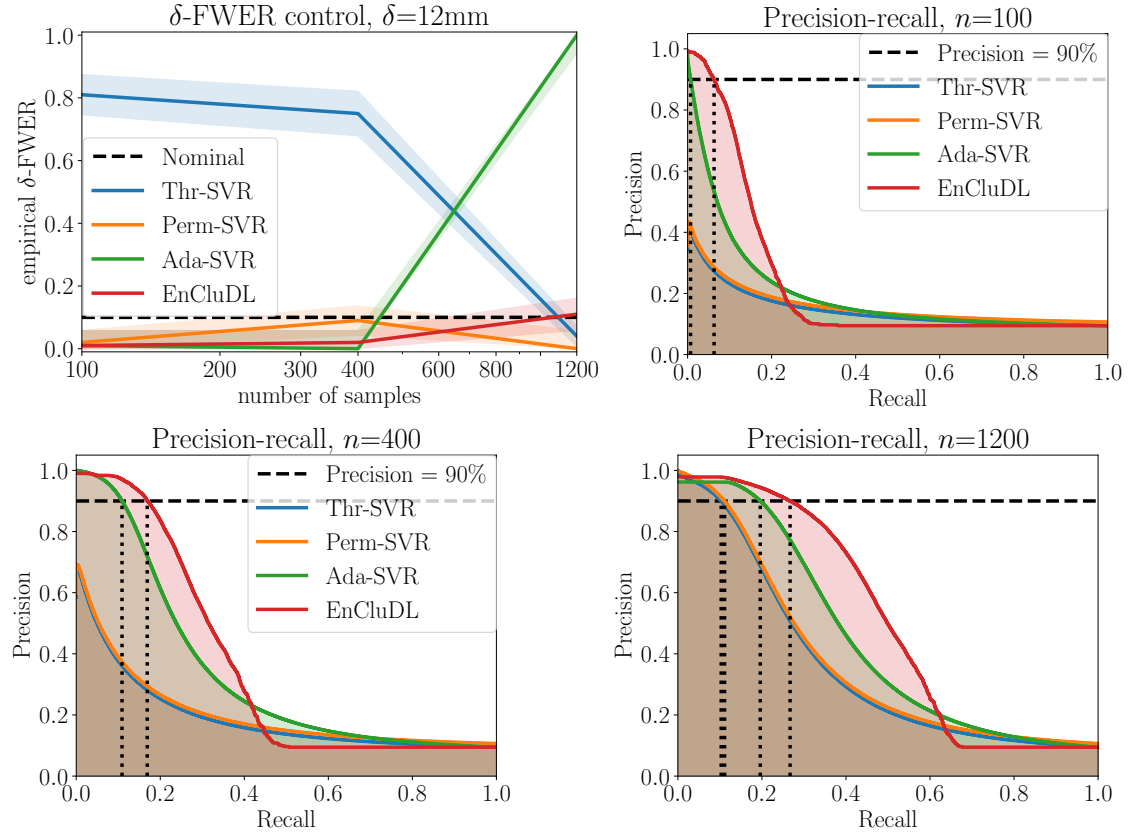 δ-FWER control, δ=12mm
empirical δ-FWER
1.0
0.8
0.6
0.4
0.2
0.0
Nominal
Thr-SVR
Perm-SVR
Ada-SVR
EnCluDL
100 200 300 400 600 800 1200
number of samples
Precision-recall, n=100
Precision
1.0
0.8
0.6
0.4
0.2
0.0
Precision = 90%
Thr-SVR
Perm-SVR
Ada-SVR
EnCluDL
0.0 0.2 0.4 0.6 0.8 1.0
Recall
Precision-recall, n=400
Precision
1.0
0.8
0.6
0.4
0.2
0.0
Precision = 90%
Thr-SVR
Perm-SVR
Ada-SVR
EnCluDL
0.0 0.2 0.4 0.6 0.8 1.0
Recall
Precision-recall, n=1200
Precision
1.0
0.8
0.6
0.4
0.2
0.0
0.0 0.2 0.4 0.6 0.8 1.0
Recall